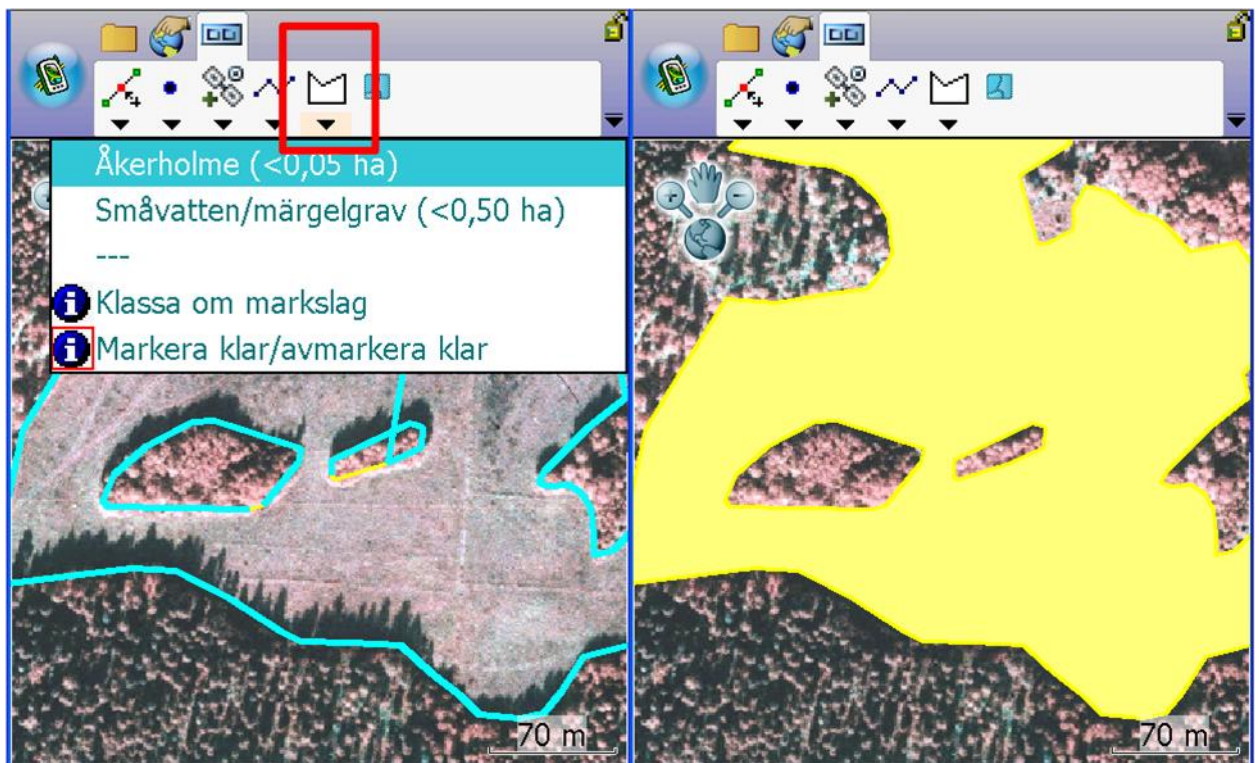 Åkerholme (<0,05 ha)
Småvatten/märgelgrav (<0,50 ha)
---
Klassa om markslag
Markera klar/avmarkera klar
70 m
70 m